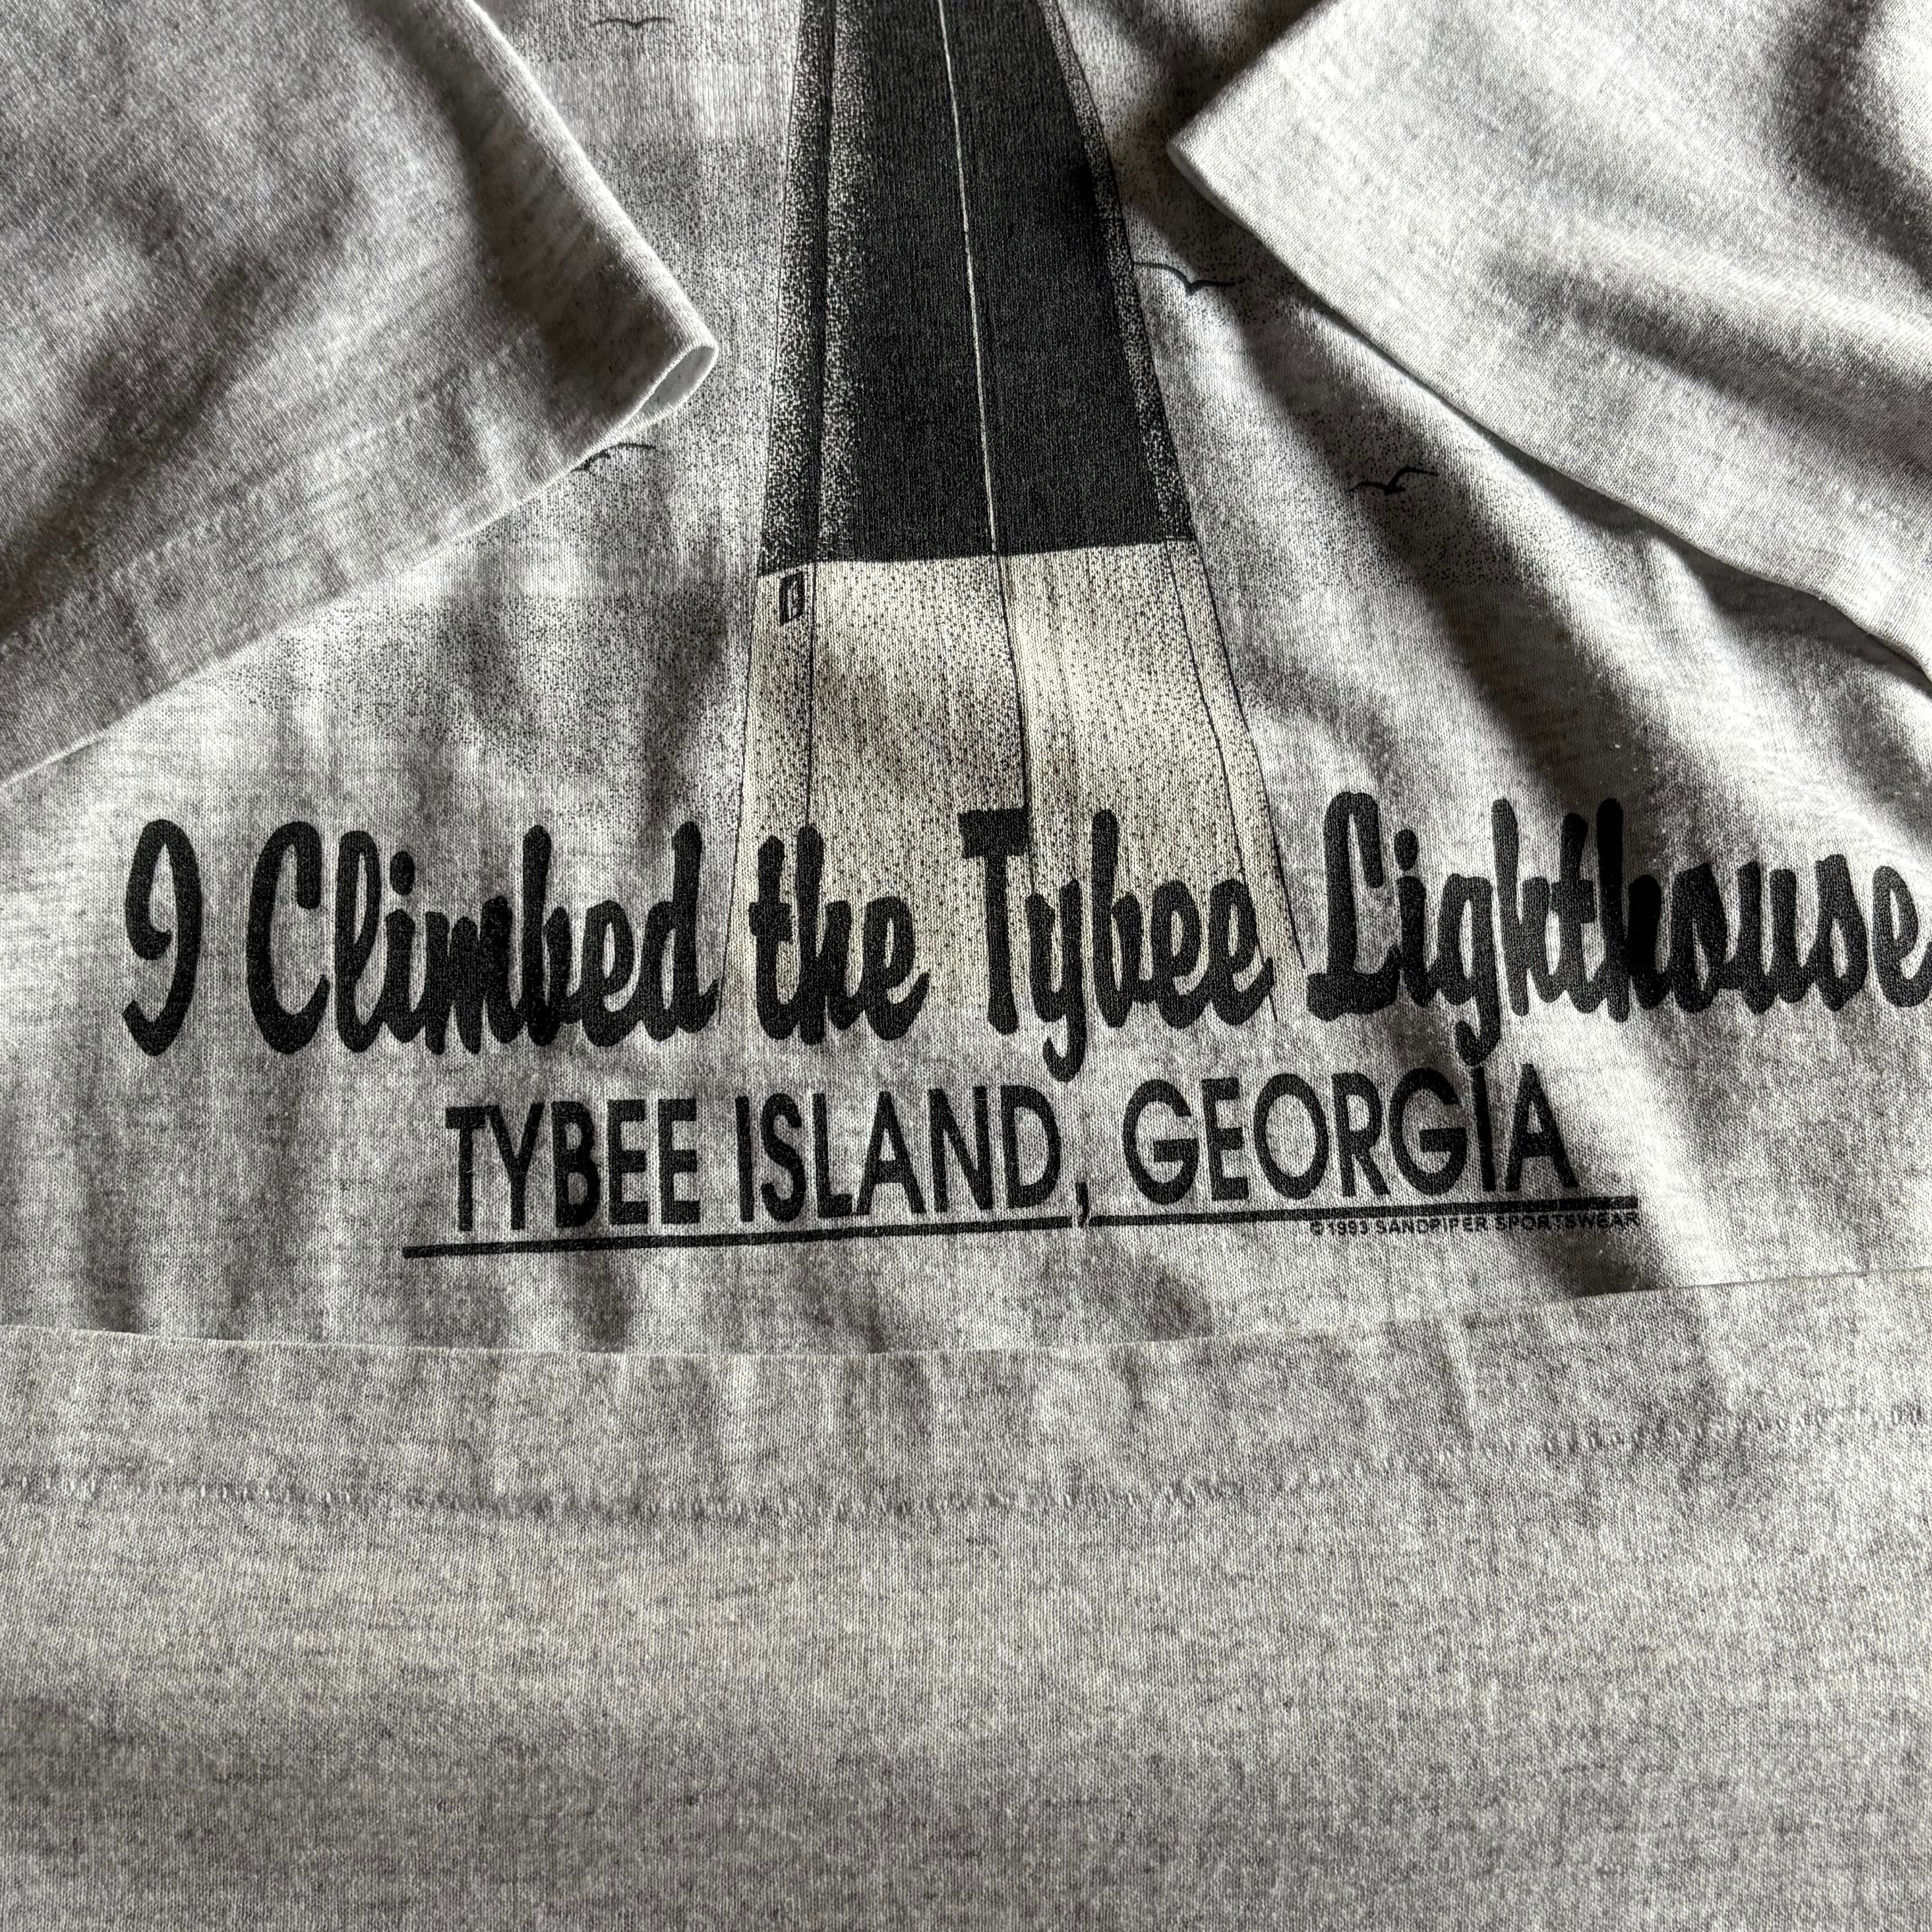 I Climbed the Tybee Lighthouse
TYBEE ISLAND, GEORGIA
©1993 SANDPIPER SPORTSWEAR